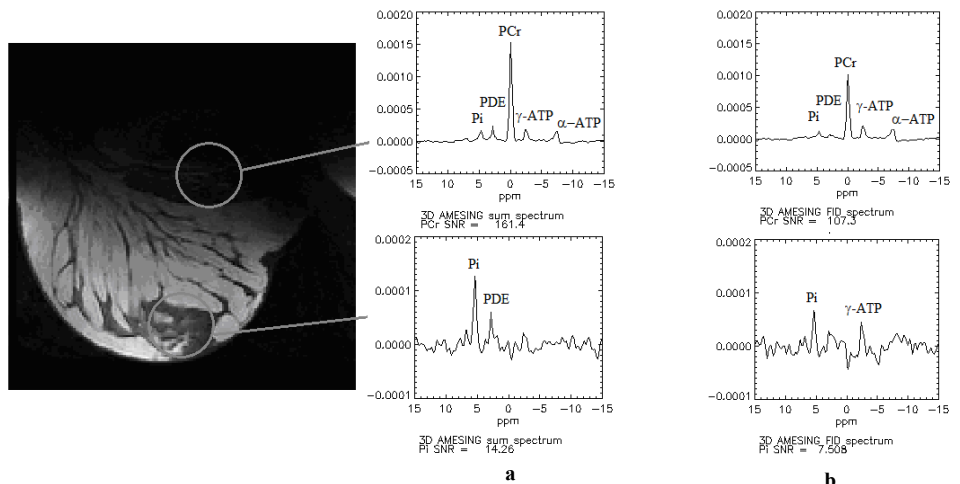 0.0020
0.0015
0.0010
0.0005
0.0000
−0.0005
PCr
PDE
Pi
γ-ATP
α−ATP
15 10 5 0 −5 −10 −15
ppm
3D AMESING sum spectrum
PCr SNR = 161.4
0.0020
0.0015
0.0010
0.0005
0.0000
−0.0005
PCr
PDE
Pi
γ-ATP
α−ATP
15 10 5 0 −5 −10 −15
ppm
3D AMESING FID spectrum
PCr SNR = 107.3
0.0002
0.0001
0.0000
−0.0001
Pi
PDE
15 10 5 0 −5 −10 −15
ppm
3D AMESING sum spectrum
Pi SNR = 14.26
a
0.0002
0.0001
0.0000
−0.0001
Pi
γ-ATP
15 10 5 0 −5 −10 −15
ppm
3D AMESING FID spectrum
Pi SNR = 7.508
b